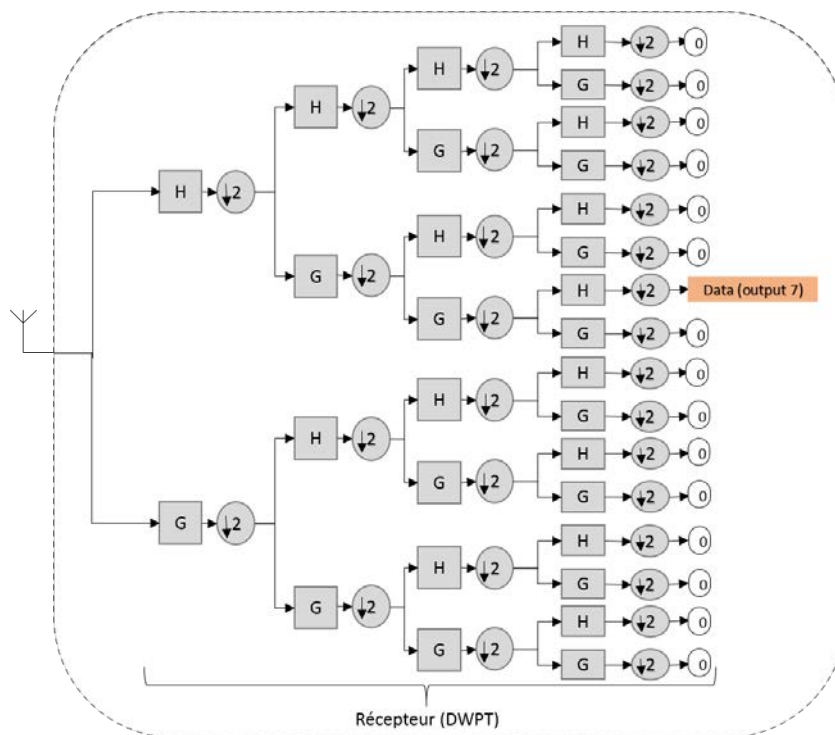 H ↓2 0
H ↓2
G ↓2 0
H ↓2
H ↓2 0
G ↓2
G ↓2 0
H ↓2
H ↓2 0
H ↓2
G ↓2 0
G ↓2
H ↓2 Data (output 7)
G ↓2
G ↓2 0
H ↓2 0
H ↓2
G ↓2 0
H ↓2
H ↓2 0
G ↓2
G ↓2 0
G ↓2
H ↓2 0
H ↓2
G ↓2 0
G ↓2
H ↓2 0
G ↓2
G ↓2 0
Récepteur (DWPT)